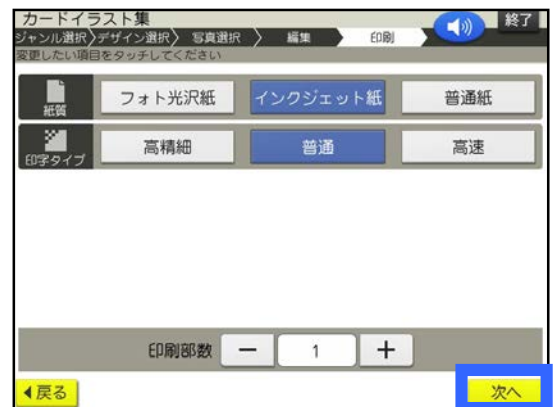 カードイラスト集
終了
ジャンル選択〉デザイン選択〉 写真選択 〉 編集 印刷
変更したい項目をタッチしてください
紙質 フォト光沢紙 インクジェット紙 普通紙
印字タイプ 高精細 普通 高速
印刷部数 － 1 ＋
戻る 次へ